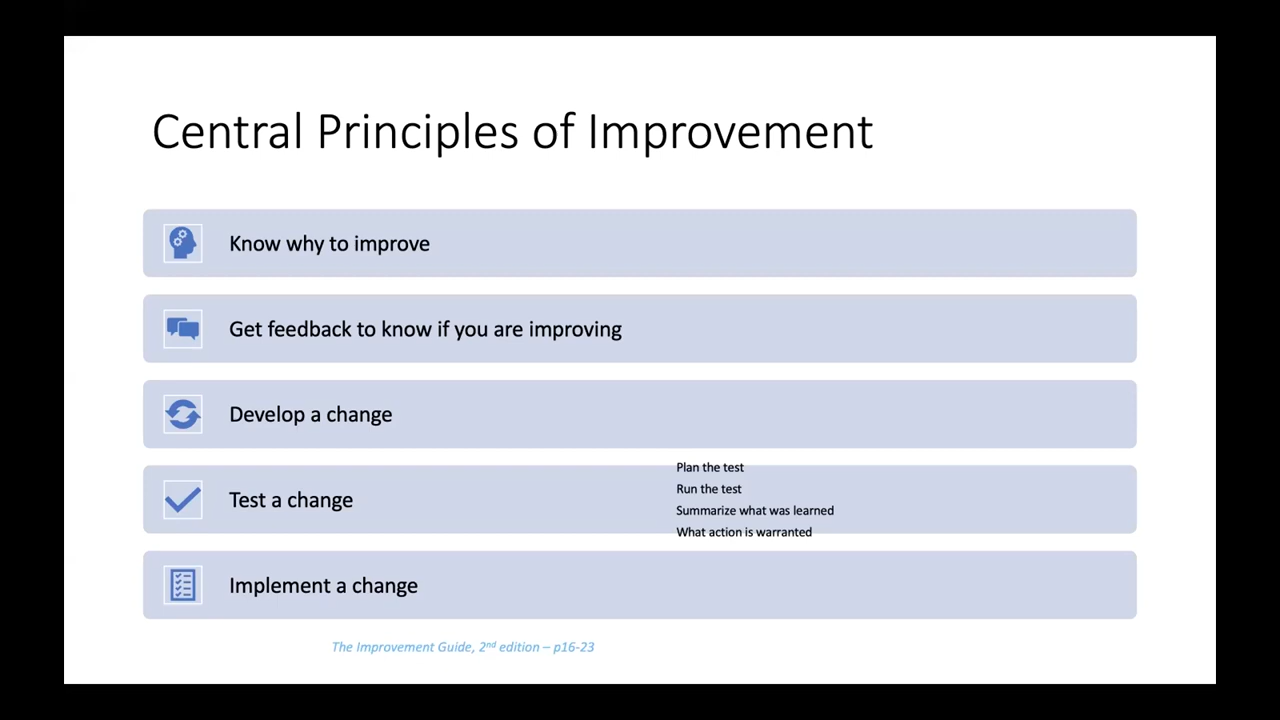 Central Principles of Improvement
Know why to improve
Get feedback to know if you are improving
Develop a change
Test a change
Plan the test
Run the test
Summarize what was learned
What action is warranted
Implement a change
The Improvement Guide, 2nd edition – p16-23